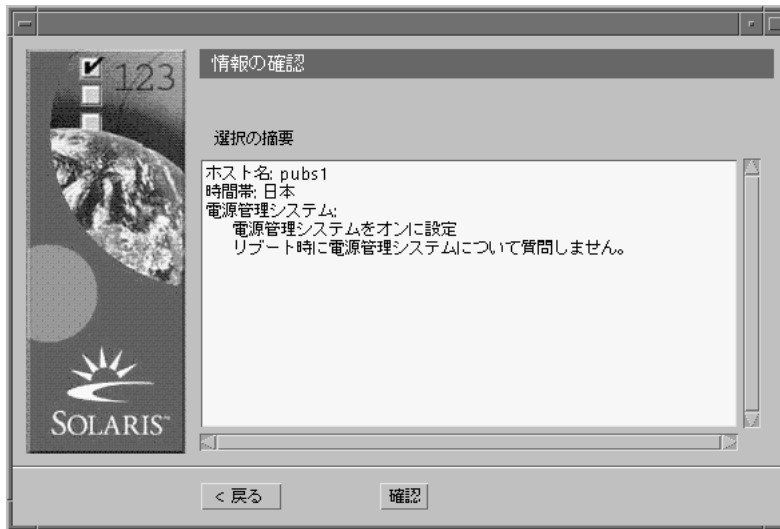 情報の確認
123
選択の摘要
ホスト名: pubs1
時間帯: 日本
電源管理システム:
電源管理システムをオンに設定
リブート時に電源管理システムについて質問しません。
SOLARIS™
< 戻る
確認